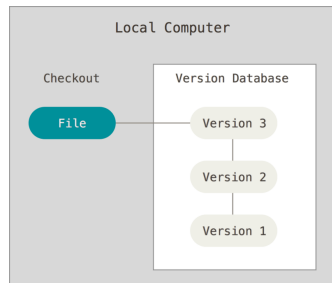 Local Computer
Checkout
Version Database
File
Version 3
Version 2
Version 1